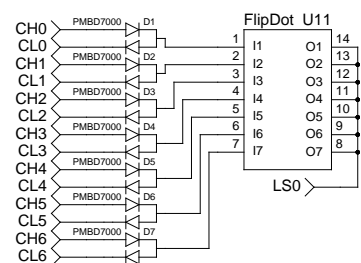 FlipDot U11
CH0 PMBD7000 D1
CL0 1 I1 O1 14
CH1 PMBD7000 D2 2 I2 O2 13
CL1 3 I3 O3 12
CH2 PMBD7000 D3 4 I4 O4 11
CL2 5 I5 O5 10
CH3 PMBD7000 D4 6 I6 O6 9
CL3 7 I7 O7 8
CH4 PMBD7000 D5
CL4 LS0
CH5 PMBD7000 D6
CL5
CH6 PMBD7000 D7
CL6